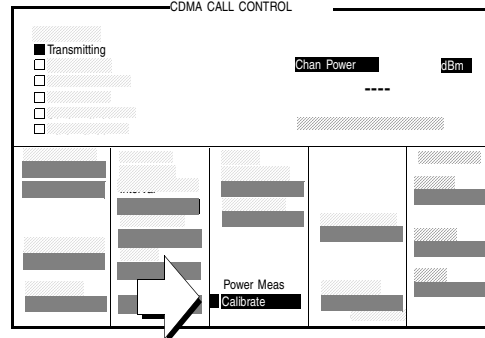 CDMA CALL CONTROL
Transmitting
Chan Power dBm
----
Power Meas
Calibrate